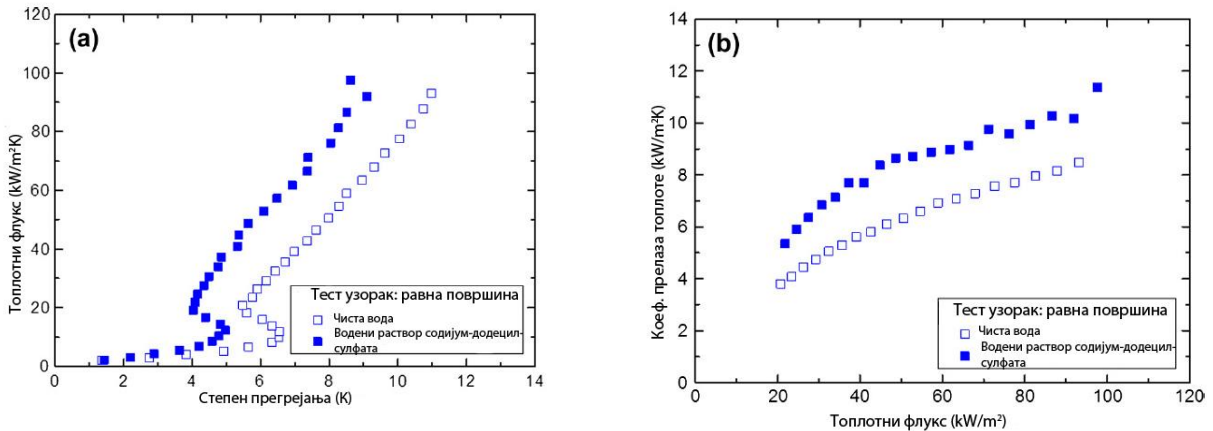 (a)
Топлотни флукс (kW/m²K)
120
100
80
60
40
20
0
0 2 4 6 8 10 12 14
Степен прегрејања (K)
Тест узорак: равна површина
Чиста вода
Водени раствор содијум-додецил-
сулфата
(b)
Коеф. прелаза топлоте (kW/m²K)
14
12
10
8
6
4
2
0
0 20 40 60 80 100 120
Топлотни флукс (kW/m²)
Тест узорак: равна површина
Чиста вода
Водени раствор содијум-додецил-
сулфата